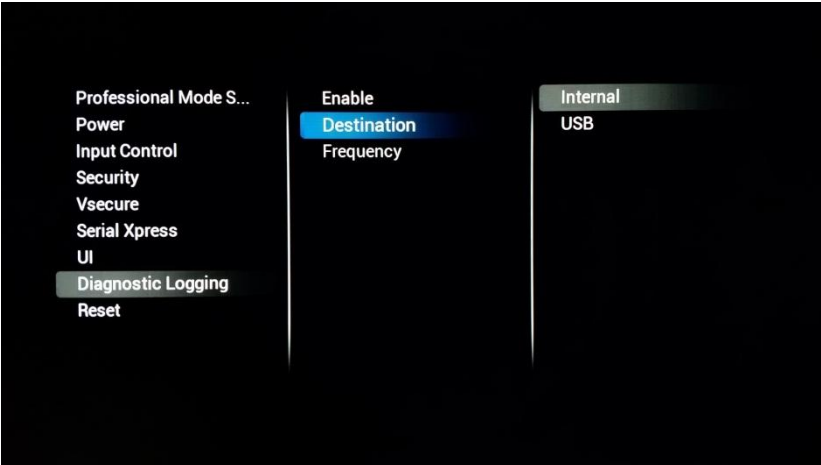 Professional Mode S...
Power
Input Control
Security
Vsecure
Serial Xpress
UI
Diagnostic Logging
Reset
Enable
Destination
Frequency
Internal
USB